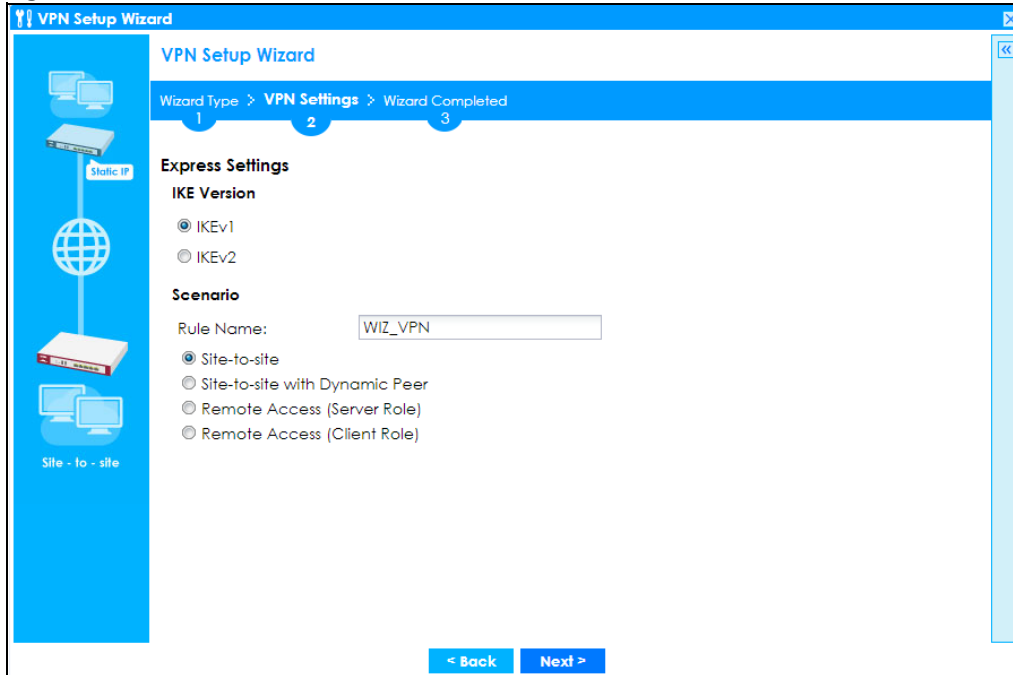 VPN Setup Wizard
VPN Setup Wizard
Wizard Type > VPN Settings > Wizard Completed
1 2 3
Static IP
Express Settings
IKE Version
IKEv1
IKEv2
Scenario
Rule Name: WIZ_VPN
Site-to-site
Site-to-site with Dynamic Peer
Remote Access (Server Role)
Remote Access (Client Role)
Site - to - site
< Back Next >